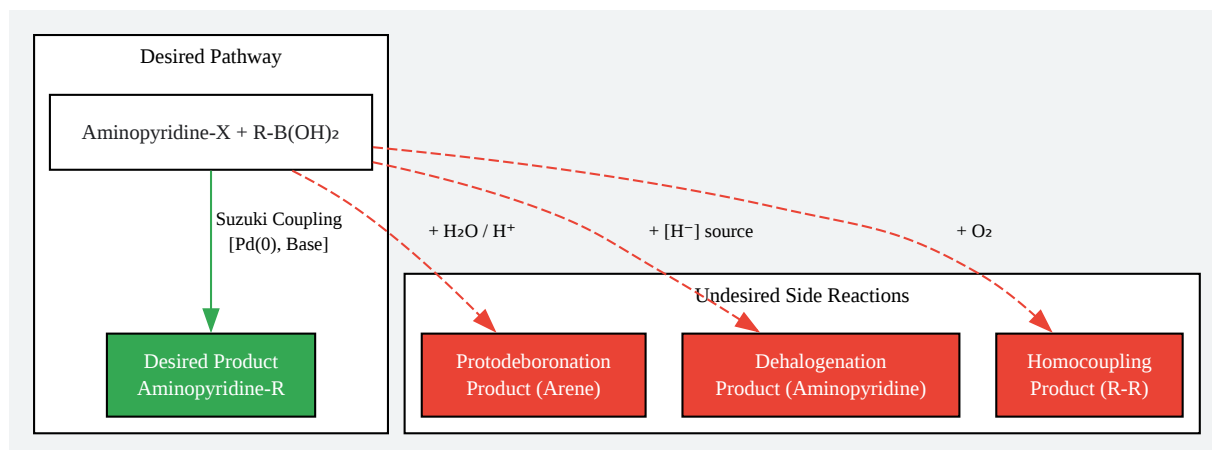 Desired Pathway
Aminopyridine-X + R-B(OH)₂
Suzuki Coupling
[Pd(0), Base]
+ H₂O / H⁺
+ [H⁻] source
+ O₂
Undesired Side Reactions
Desired Product
Aminopyridine-R
Protodeboronation
Product (Arene)
Dehalogenation
Product (Aminopyridine)
Homocoupling
Product (R-R)